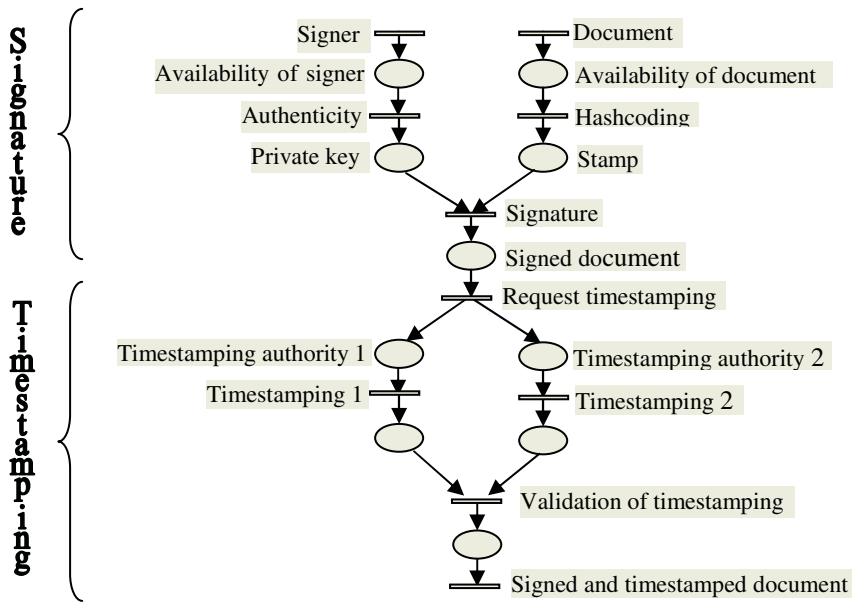 Signature
Signer
Document
Availability of signer
Availability of document
Authenticity
Hashcoding
Private key
Stamp
Signature
Signed document
Timestamping
Request timestamping
Timestamping authority 1
Timestamping authority 2
Timestamping 1
Timestamping 2
Validation of timestamping
Signed and timestamped document